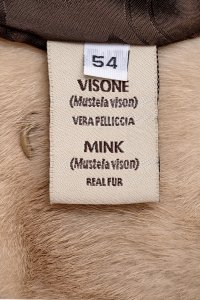 54
VISONE
(Mustela vison)
VERA PELLICCIA
MINK
(Mustela vison)
REAL FUR